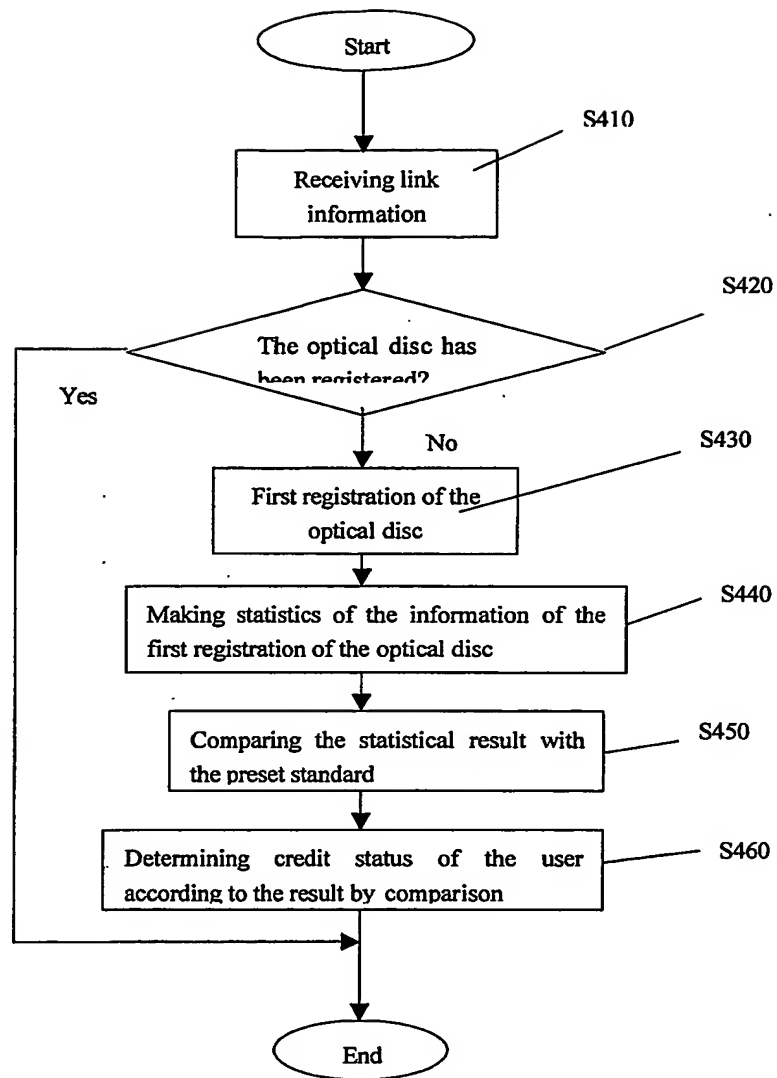 Start
S410
Receiving link
information
S420
The optical disc has
been registered?
Yes
No
S430
First registration of the
optical disc
S440
Making statistics of the information of the
first registration of the optical disc
S450
Comparing the statistical result with
the preset standard
S460
Determining credit status of the user
according to the result by comparison
End